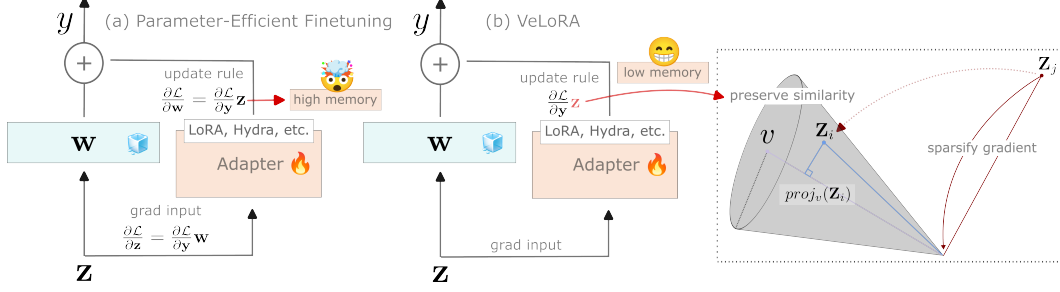 (a) Parameter-Efficient Finetuning
y
+
update rule
∂L/∂w = ∂L/∂y z
high memory
w
LoRA, Hydra, etc.
Adapter
grad input
∂L/∂z = ∂L/∂y w
z
(b) VeLoRA
y
+
update rule
∂L/∂y z
low memory
w
LoRA, Hydra, etc.
Adapter
grad input
z
preserve similarity
Z_j
v
Z_i
sparsify gradient
proj_v(Z_i)